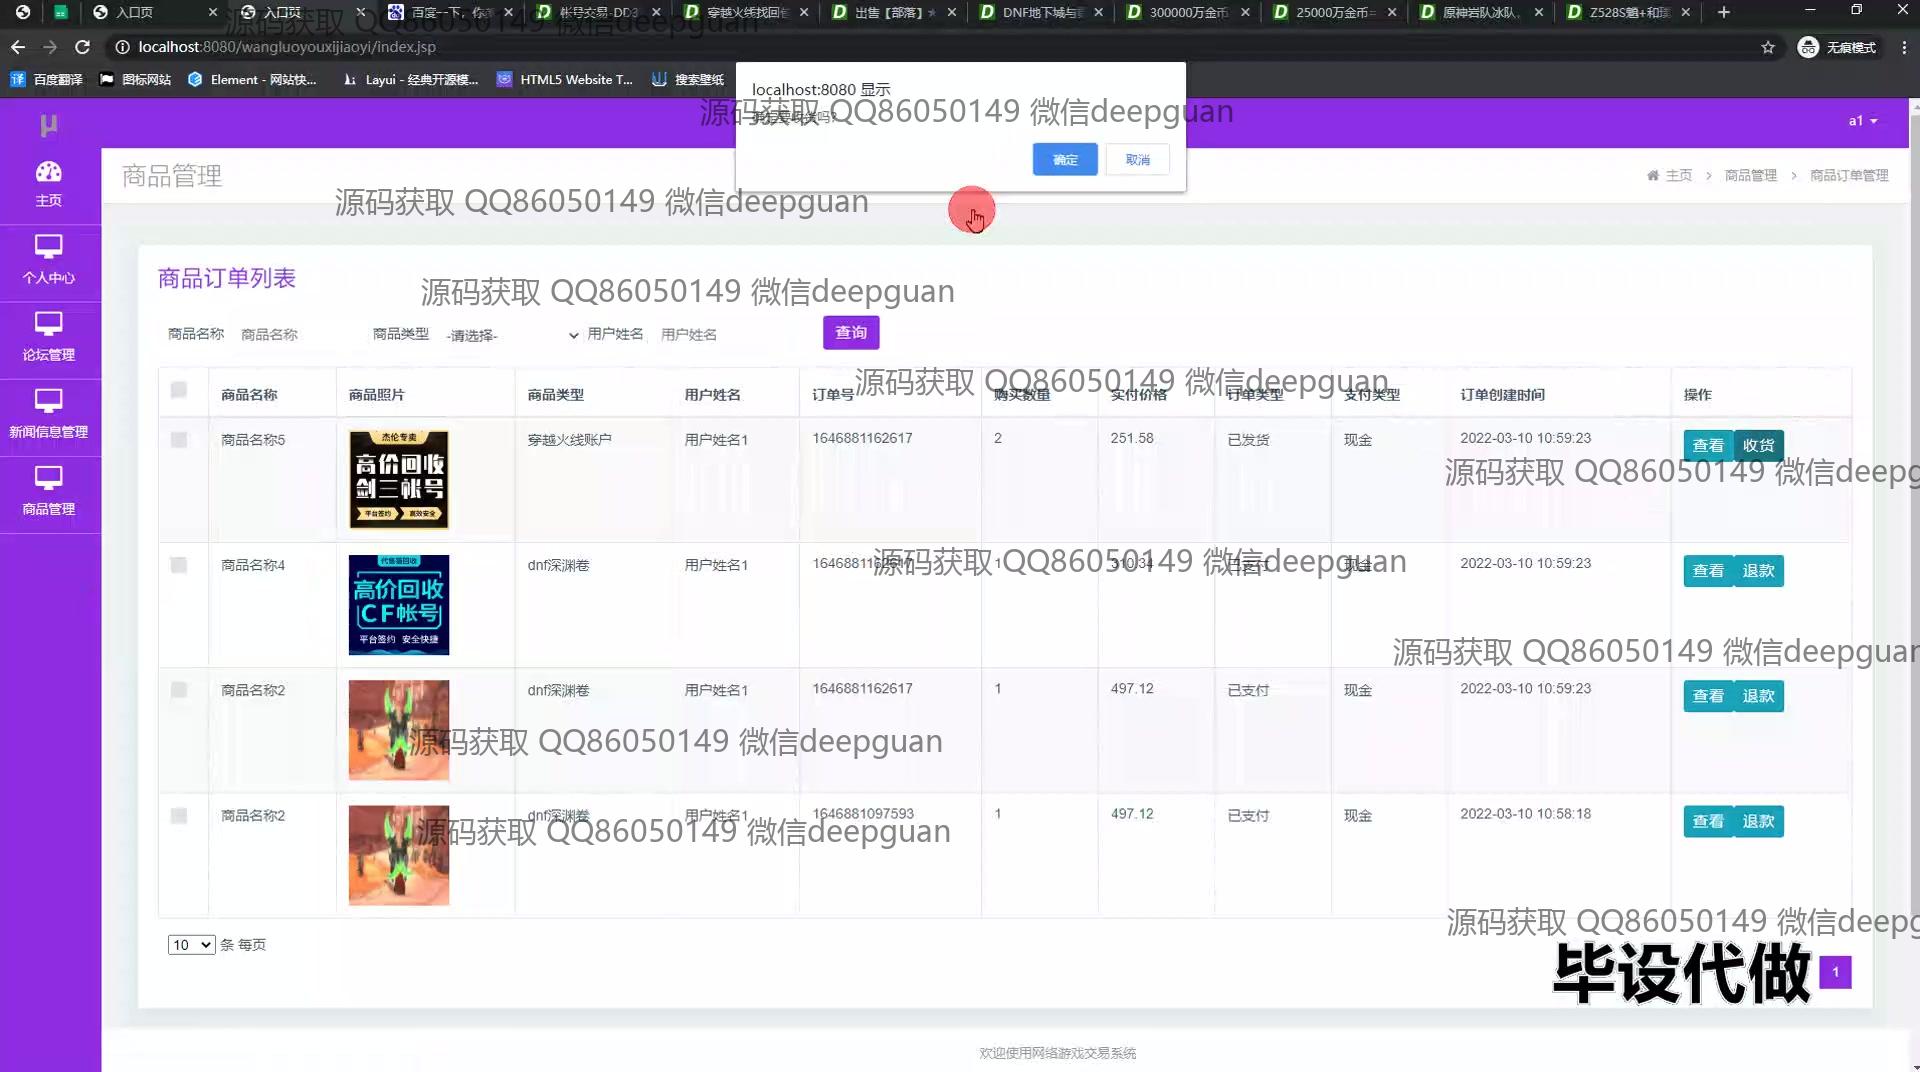 入口页
入口页
百度一下，你
帐号交易-DD3
穿越火线找回
出售【部落】
DNF地下城与
300000万金币
25000万金币=
原神岩队冰队
localhost:8080/wangluoyouxijiaoyi/index.jsp
无痕模式
百度翻译
图标网站
Element - 网站快...
Layui - 经典开源模...
HTML5 Website T...
搜索壁纸
localhost:8080 显示
确定
取消
源码获取 QQ86050149 微信deepguan
a1
μ
主页
个人中心
论坛管理
新闻信息管理
商品管理
商品管理
主页 > 商品管理 > 商品订单管理
源码获取 QQ86050149 微信deepguan
商品订单列表
源码获取 QQ86050149 微信deepguan
商品名称 商品名称 商品类型 -请选择- 用户姓名 用户姓名 查询
源码获取 QQ86050149 微信deepguan
商品名称 商品照片 商品类型 用户姓名 订单号 购买数量 实付价格 订单类型 支付类型 订单创建时间 操作
商品名称5 穿越火线账户 用户姓名1 1646881162617 2 251.58 已发货 现金 2022-03-10 10:59:23 查看 收货
杰伦专卖
高价回收
剑三帐号
平台签约 高效安全
源码获取 QQ86050149 微信deepg
商品名称4 dnf深渊卷 用户姓名1 1646881162617 1 310.34 已支付 现金 2022-03-10 10:59:23 查看 退款
高价回收
CF帐号
平台签约 安全快捷
源码获取 QQ86050149 微信deepguan
源码获取 QQ86050149 微信deepguan
商品名称2 dnf深渊卷 用户姓名1 1646881162617 1 497.12 已支付 现金 2022-03-10 10:59:23 查看 退款
源码获取 QQ86050149 微信deepguan
商品名称2 dnf深渊卷 用户姓名1 1646881097593 1 497.12 已支付 现金 2022-03-10 10:58:18 查看 退款
源码获取 QQ86050149 微信deepguan
源码获取 QQ86050149 微信deepg
10 条 每页
毕设代做
1
欢迎使用网络游戏交易系统